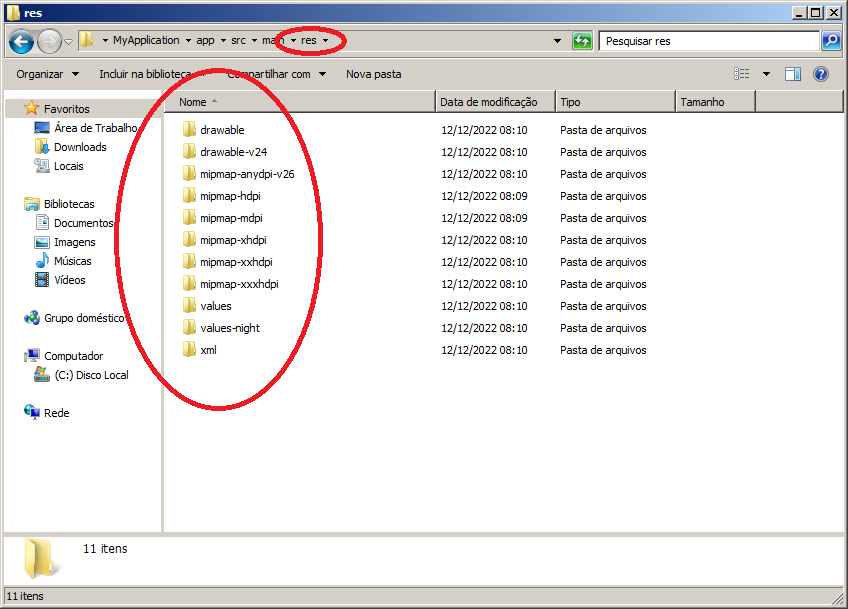 res
MyApplication app src main res
Pesquisar res
Organizar Incluir na biblioteca Compartilhar com Nova pasta
Nome Data de modificação Tipo Tamanho
Favoritos
Área de Trabalho
Downloads
Locais
Bibliotecas
Documentos
Imagens
Músicas
Vídeos
Grupo doméstico
Computador
(C:) Disco Local
Rede
drawable 12/12/2022 08:10 Pasta de arquivos
drawable-v24 12/12/2022 08:10 Pasta de arquivos
mipmap-anydpi-v26 12/12/2022 08:10 Pasta de arquivos
mipmap-hdpi 12/12/2022 08:09 Pasta de arquivos
mipmap-mdpi 12/12/2022 08:09 Pasta de arquivos
mipmap-xhdpi 12/12/2022 08:10 Pasta de arquivos
mipmap-xxhdpi 12/12/2022 08:10 Pasta de arquivos
mipmap-xxxhdpi 12/12/2022 08:10 Pasta de arquivos
values 12/12/2022 08:10 Pasta de arquivos
values-night 12/12/2022 08:10 Pasta de arquivos
xml 12/12/2022 08:10 Pasta de arquivos
11 itens
11 itens